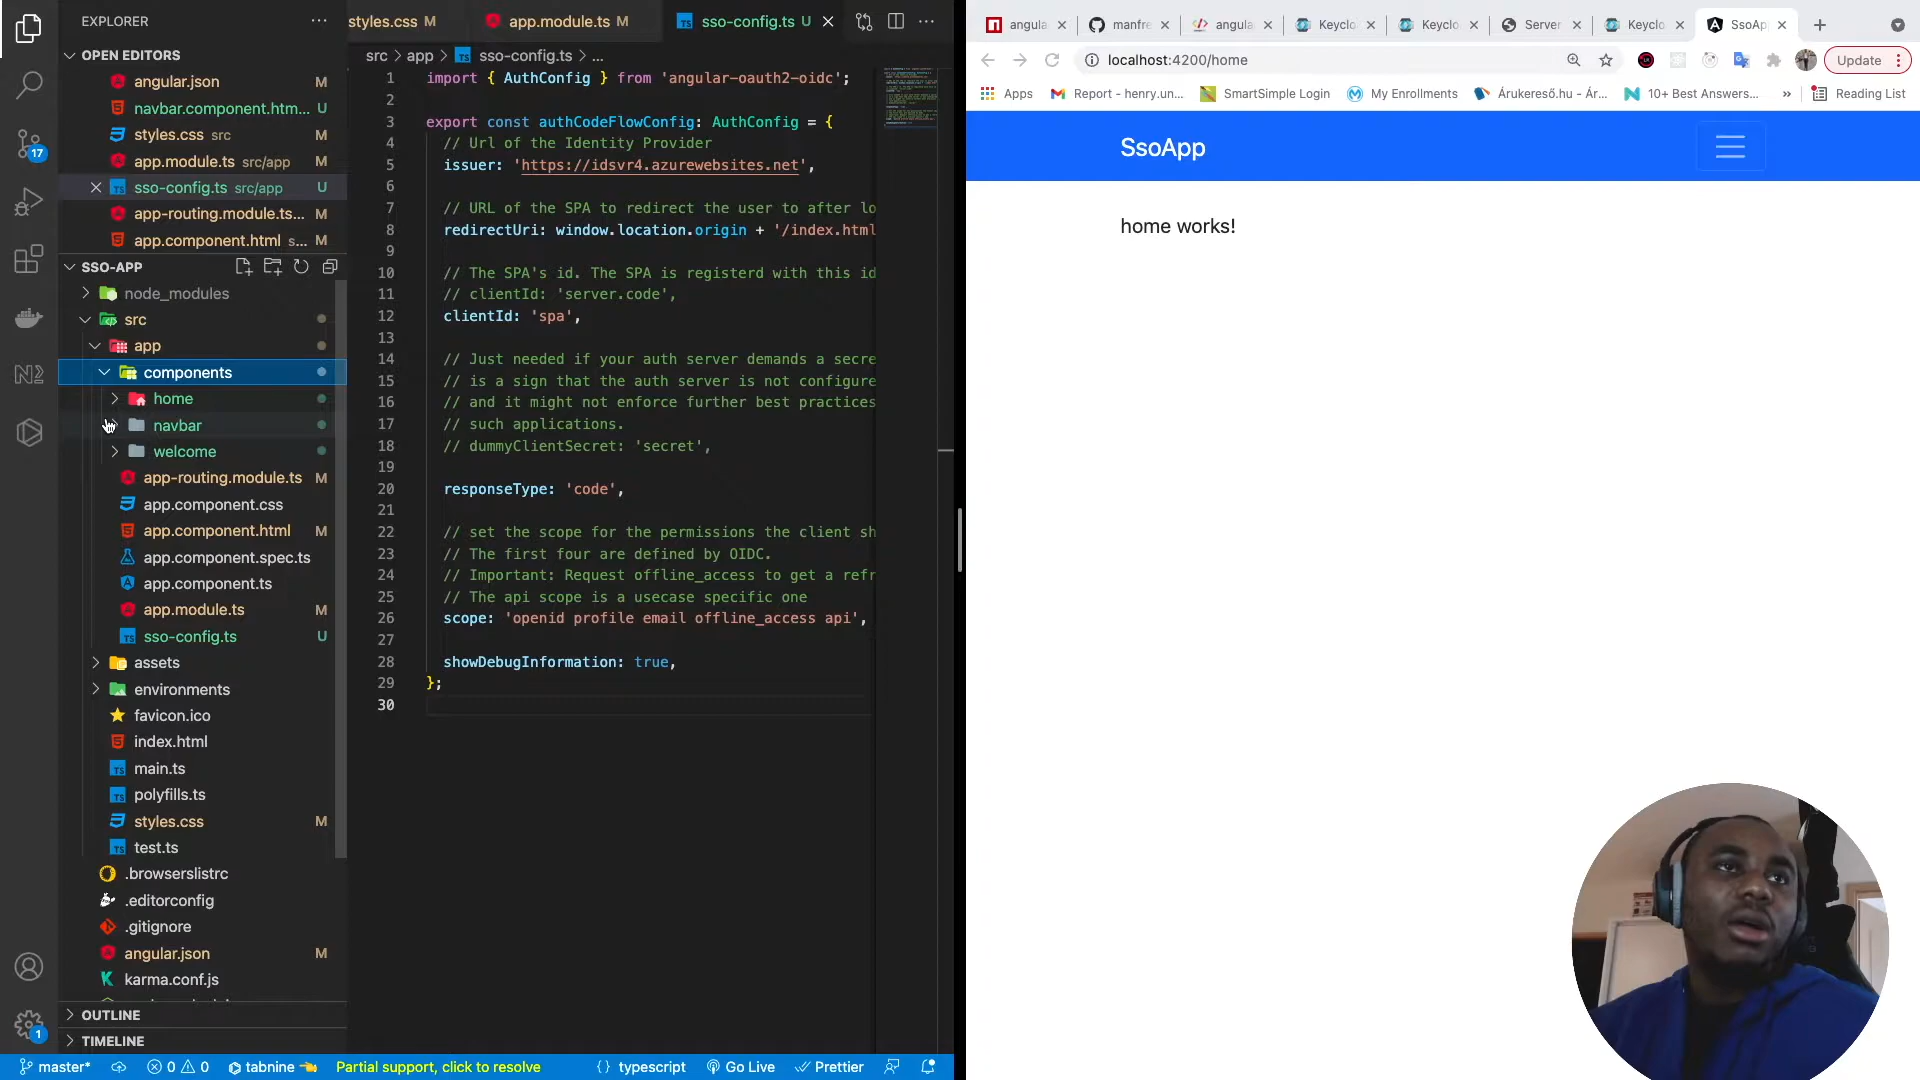 EXPLORER
OPEN EDITORS
angular.json M
navbar.component.htm... U
styles.css src M
app.module.ts src/app M
sso-config.ts src/app U
app-routing.module.ts... M
app.component.html s... M
SSO-APP
node_modules
src
app
components
home
navbar
welcome
app-routing.module.ts M
app.component.css
app.component.html M
app.component.spec.ts
app.component.ts
app.module.ts M
sso-config.ts U
assets
environments
favicon.ico
index.html
main.ts
polyfills.ts
styles.css M
test.ts
.browserslistrc
.editorconfig
.gitignore
angular.json M
karma.conf.js
OUTLINE
TIMELINE
17
1
styles.css M
app.module.ts M
sso-config.ts U
src > app > sso-config.ts > ...
1 import { AuthConfig } from 'angular-oauth2-oidc';
2
3 export const authCodeFlowConfig: AuthConfig = {
4 // Url of the Identity Provider
5 issuer: 'https://idsvr4.azurewebsites.net',
6
7 // URL of the SPA to redirect the user to after lo
8 redirectUri: window.location.origin + '/index.html
9
10 // The SPA's id. The SPA is registerd with this id
11 // clientId: 'server.code',
12 clientId: 'spa',
13
14 // Just needed if your auth server demands a secre
15 // is a sign that the auth server is not configure
16 // and it might not enforce further best practices
17 // such applications.
18 // dummyClientSecret: 'secret',
19
20 responseType: 'code',
21
22 // set the scope for the permissions the client sh
23 // The first four are defined by OIDC.
24 // Important: Request offline_access to get a refr
25 // The api scope is a usecase specific one
26 scope: 'openid profile email offline_access api',
27
28 showDebugInformation: true,
29 };
30
master* 0 0 tabnine Partial support, click to resolve {} typescript Go Live Prettier
angula
manfre
angula
Keyclo
Keyclo
Server
Keyclo
SsoAp
localhost:4200/home
Update
Apps
Report - henry.un...
SmartSimple Login
My Enrollments
Árukereső.hu - Ár...
10+ Best Answers...
»
Reading List
SsoApp
home works!